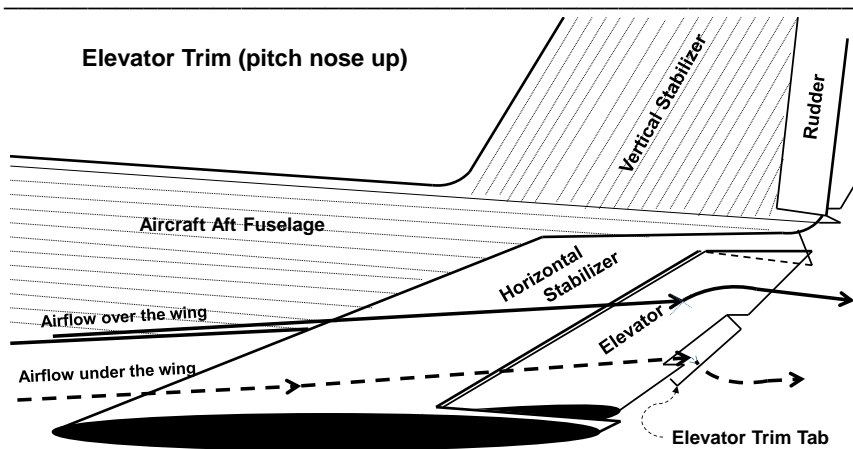 Elevator Trim (pitch nose up)
Vertical Stabilizer
Rudder
Aircraft Aft Fuselage
Horizontal
Stabilizer
Airflow over the wing
Elevator
Airflow under the wing
Elevator Trim Tab